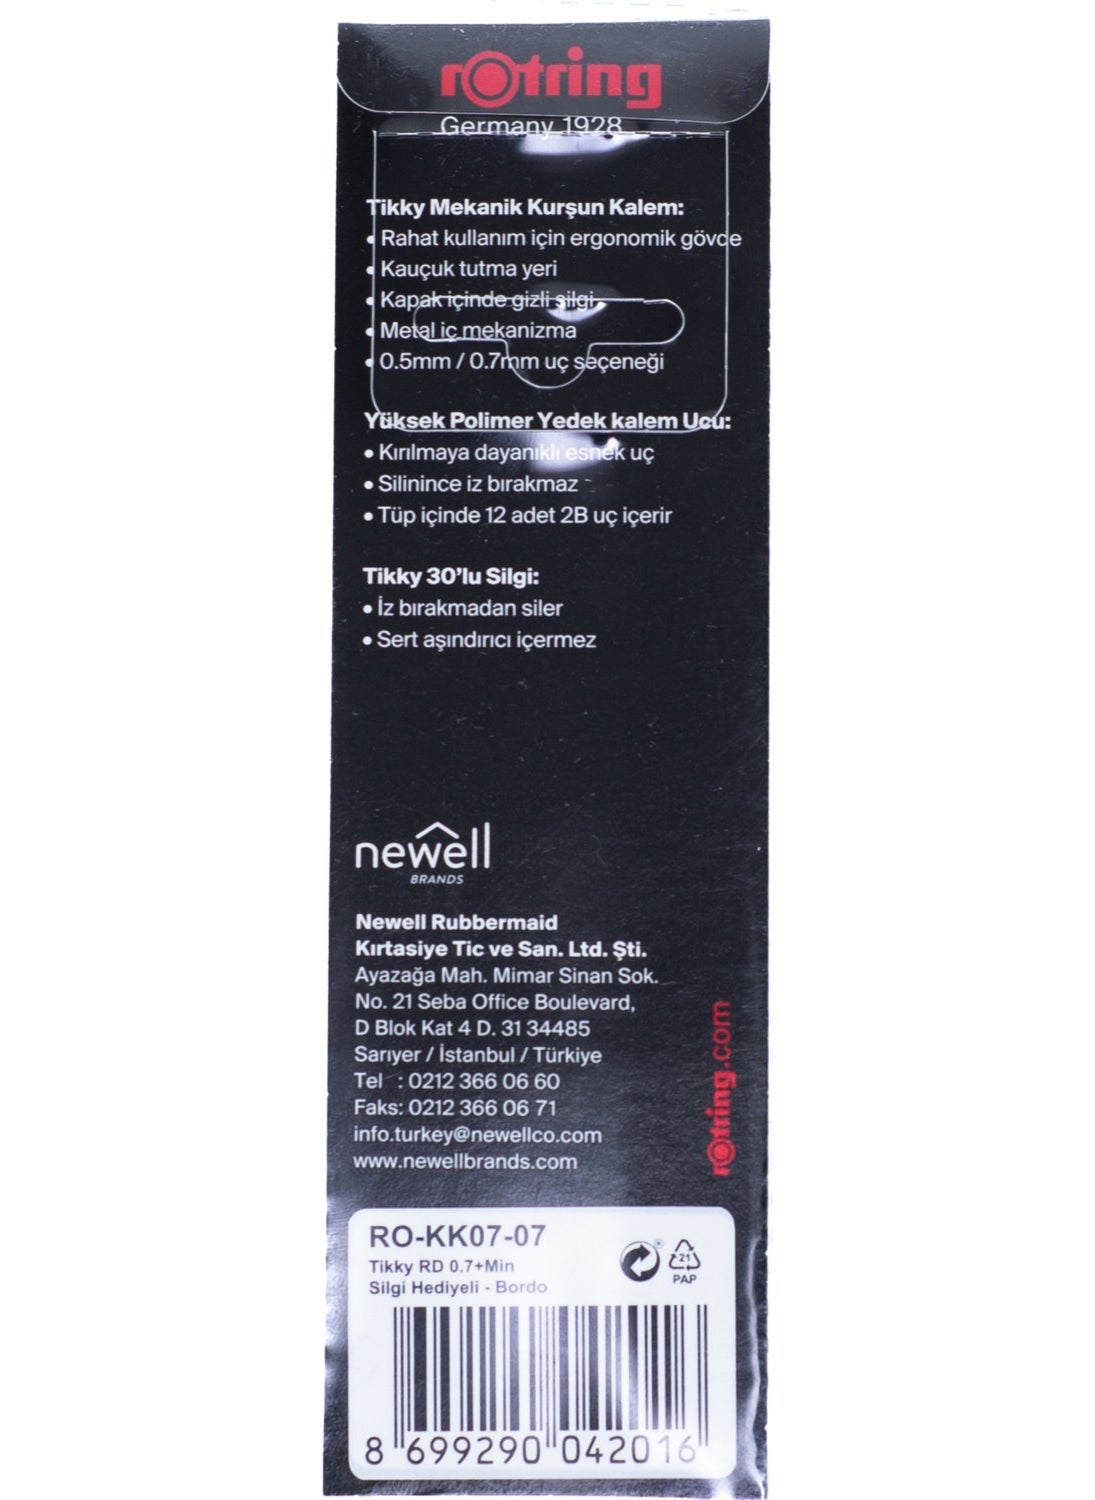 rotring
Germany 1928
Tikky Mekanik Kurşun Kalem:
• Rahat kullanım için ergonomik gövde
• Kauçuk tutma yeri
• Kapak içinde gizli silgi
• Metal iç mekanizma
• 0.5mm / 0.7mm uç seçeneği
Yüksek Polimer Yedek kalem Ucu:
• Kırılmaya dayanıklı esnek uç
• Silinince iz bırakmaz
• Tüp içinde 12 adet 2B uç içerir
Tikky 30'lu Silgi:
• İz bırakmadan siler
• Sert aşındırıcı içermez
newell
BRANDS
Newell Rubbermaid
Kırtasiye Tic ve San. Ltd. Şti.
Ayazağa Mah. Mimar Sinan Sok.
No. 21 Seba Office Boulevard,
D Blok Kat 4 D. 31 34485
Sarıyer / İstanbul / Türkiye
Tel : 0212 366 06 60
Faks: 0212 366 06 71
info.turkey@newellco.com
www.newellbrands.com
rotring.com
RO-KK07-07
Tikky RD 0.7+Min
Silgi Hediyeli - Bordo
21
PAP
8 699290 042016